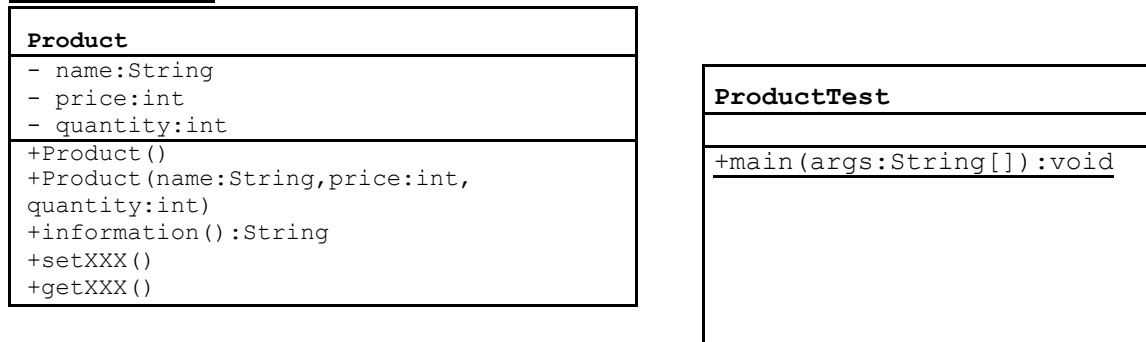 Product
- name:String
- price:int
- quantity:int
+Product()
+Product(name:String,price:int,
quantity:int)
+information():String
+setXXX()
+getXXX()
ProductTest
+main(args:String[]):void